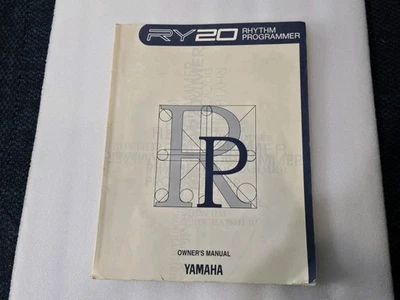 RY20 RHYTHM
PROGRAMMER
R
P
OWNER'S MANUAL
YAMAHA